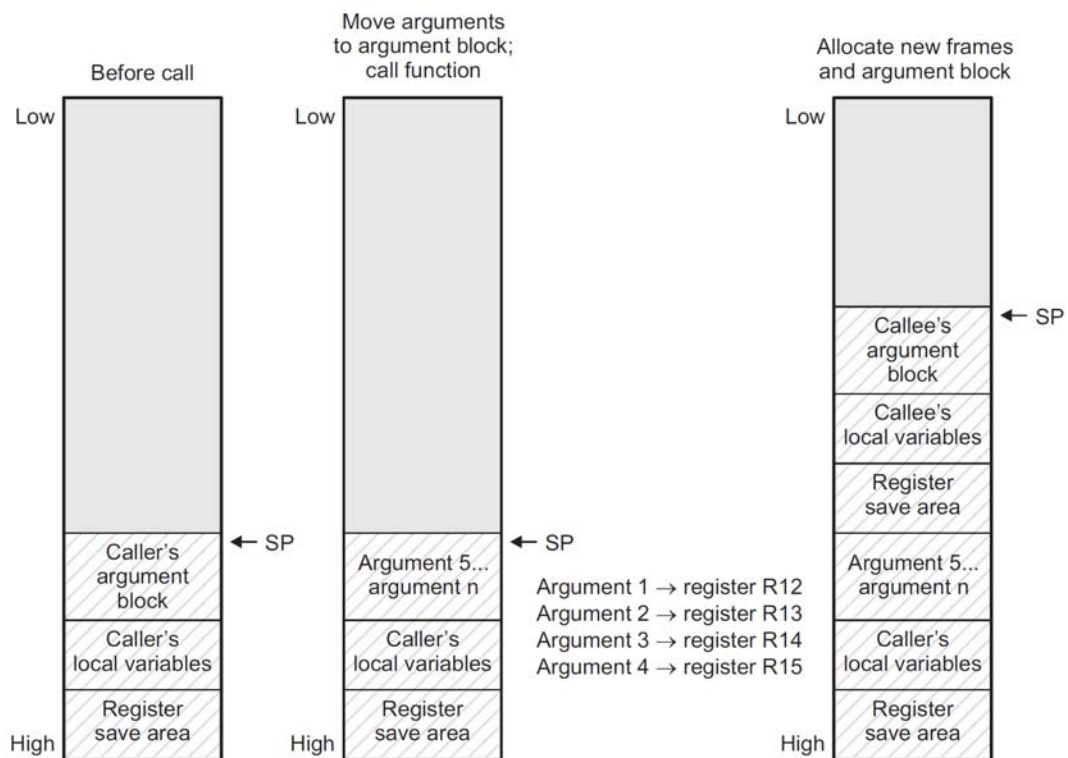 Before call
Low
← SP
Caller's
argument
block
Caller's
local variables
Register
save area
High
Move arguments
to argument block;
call function
Low
← SP
Argument 5...
argument n
Caller's
local variables
Register
save area
High
Argument 1 → register R12
Argument 2 → register R13
Argument 3 → register R14
Argument 4 → register R15
Allocate new frames
and argument block
Low
← SP
Callee's
argument
block
Callee's
local variables
Register
save area
Argument 5...
argument n
Caller's
local variables
Register
save area
High